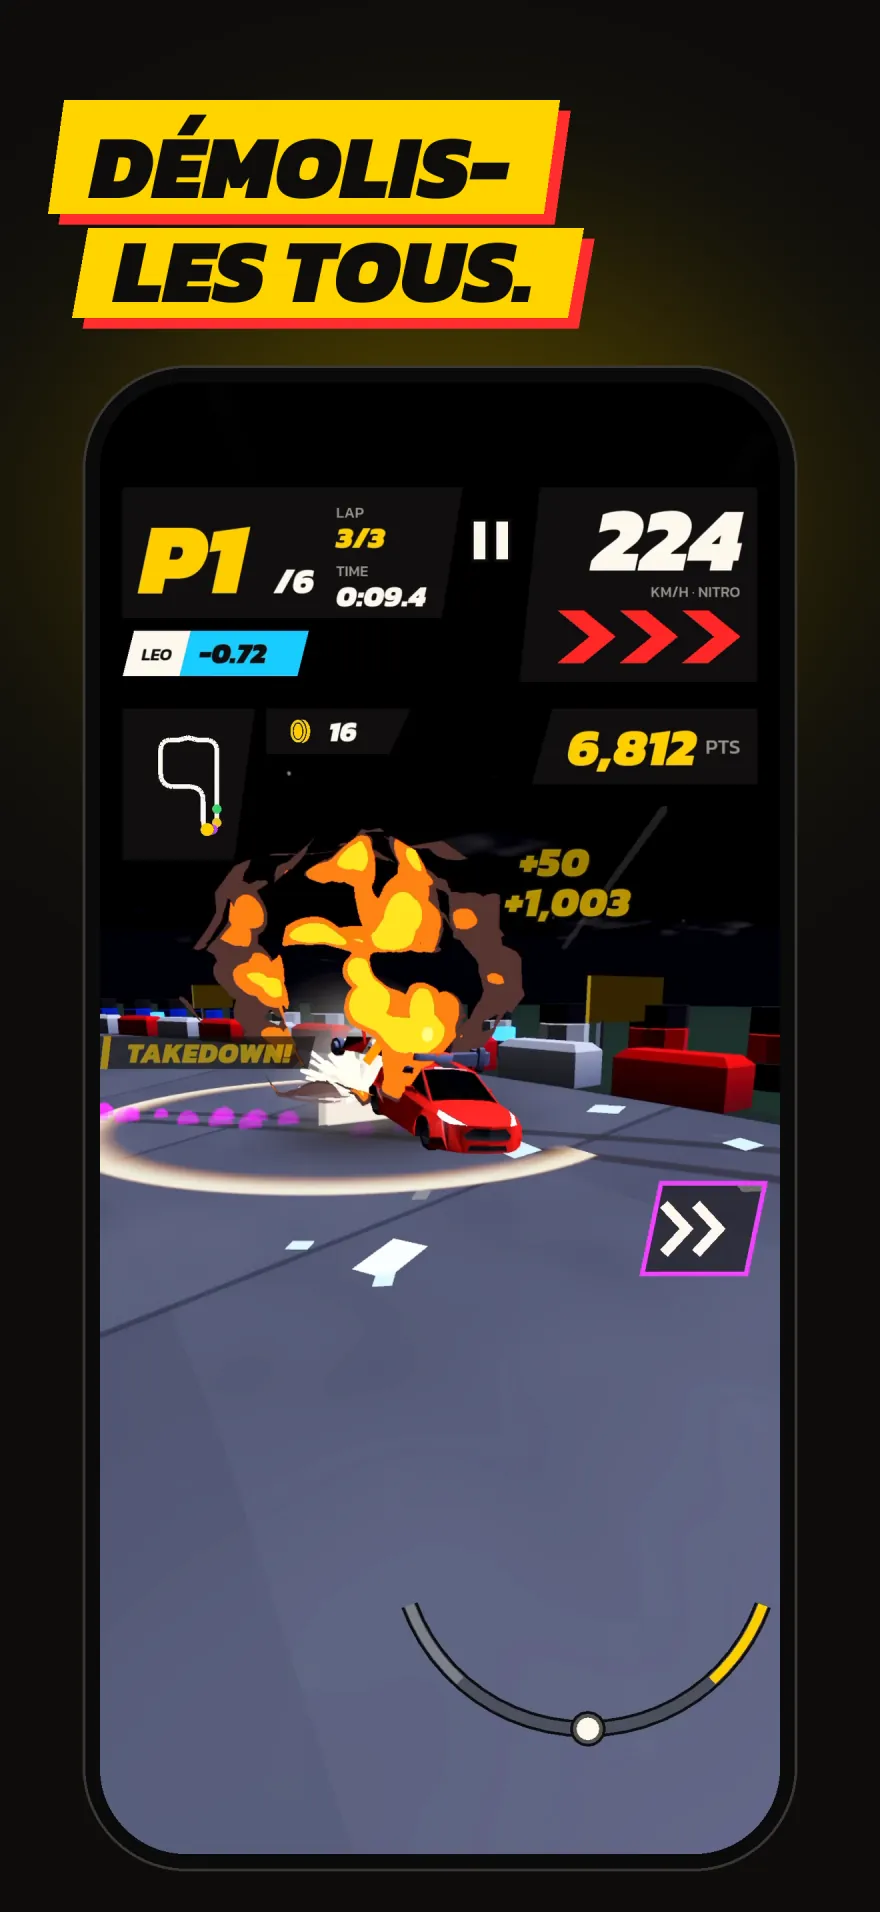 DÉMOLIS-
LES TOUS.
P1 /6
LAP
3/3
TIME
0:09.4
224
KM/H · NITRO
LEO -0.72
16
6,812 PTS
+50
+1,003
TAKEDOWN!